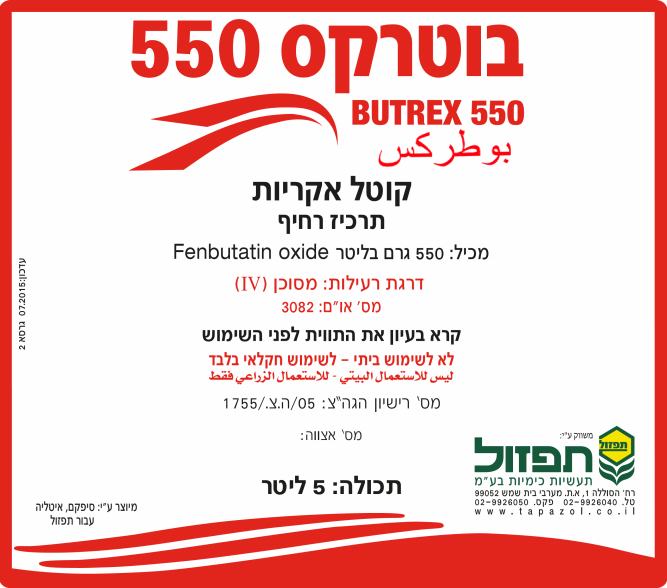 בוטרקס 550
BUTREX 550
بوطركس
קוטל אקריות
תרכיז רחיף
מכיל: 550 גרם בליטר Fenbutatin oxide
דרגת רעילות: מסוכן (IV)
מס' או"ם: 3082
קרא בעיון את התווית לפני השימוש
לא לשימוש ביתי – לשימוש חקלאי בלבד
ليس للاستعمال البيتي - للاستعمال الزراعي فقط
מס' רישיון הגה"צ: 05/ה.צ./1755
מס' אצווה:
תכולה: 5 ליטר
משווק ע"י:
תפזול
תפזול
תעשיות כימיות בע"מ
רח' הסוללה 1, א.ת. מערבי בית שמש 99052
טל. 02-9926040 פקס. 02-9926050
www.tapazol.co.il
מיוצר ע"י: סיפקם, איטליה
עבור תפזול
עדכון: 07.2015 גרסא 2